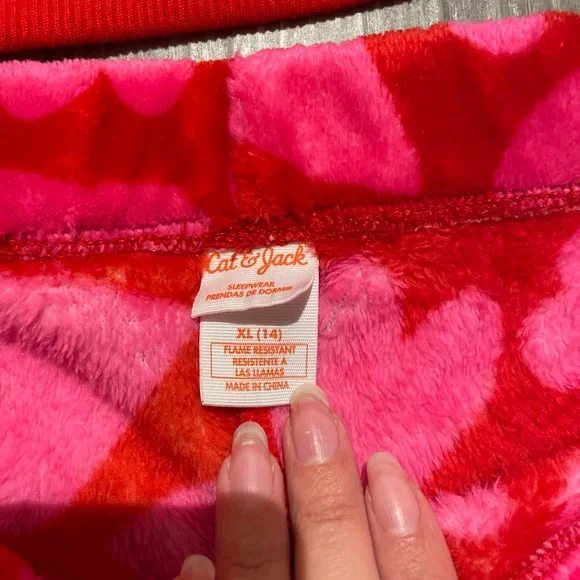 Cat & Jack
SLEEPWEAR
PRENDAS DE DORMIR
XL (14)
FLAME RESISTANT
RESISTENTE A
LAS LLAMAS
MADE IN CHINA